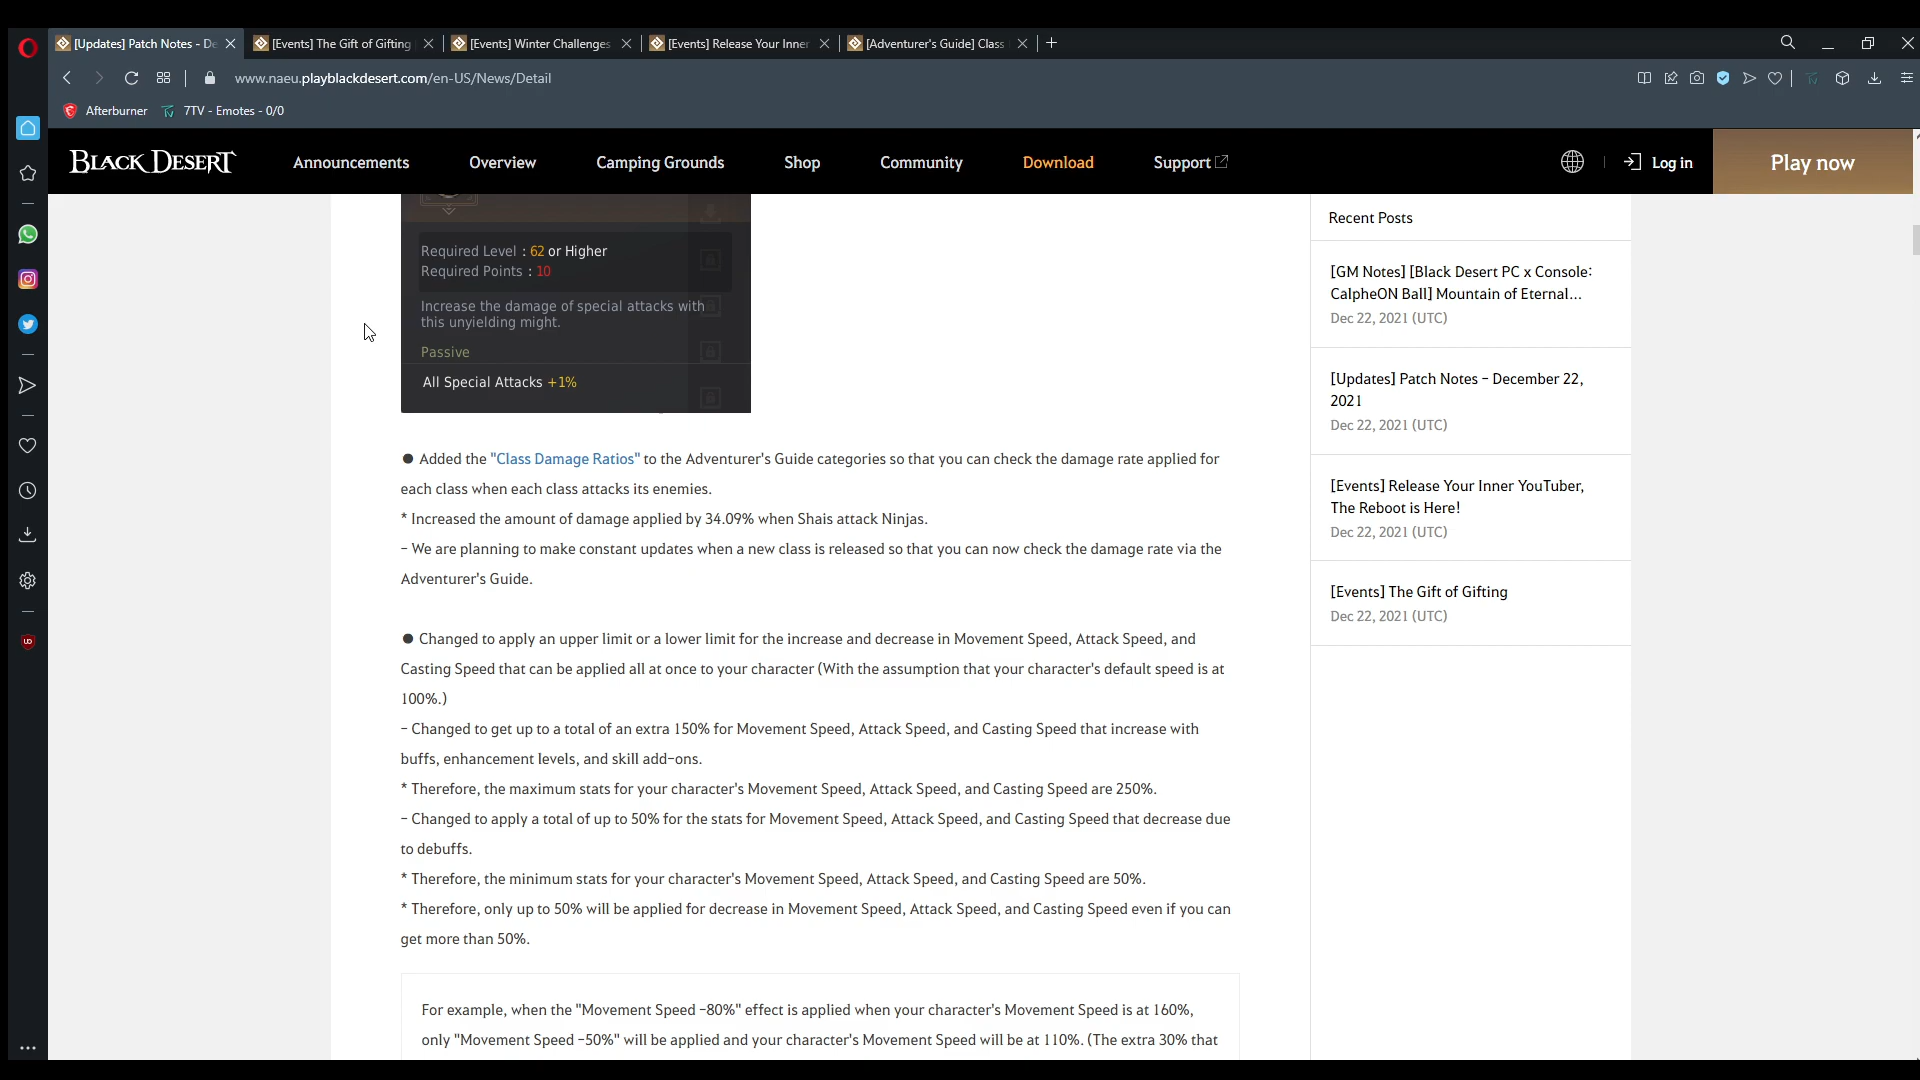 [Updates] Patch Notes - De
[Events] The Gift of Gifting
[Events] Winter Challenges
[Events] Release Your Inner
[Adventurer's Guide] Class
www.naeu.playblackdesert.com/en-US/News/Detail
Afterburner
7TV - Emotes - 0/0
BLACK DESERT
Announcements
Overview
Camping Grounds
Shop
Community
Download
Support
Log in
Play now
Required Level : 62 or Higher
Required Points : 10
Increase the damage of special attacks with
this unyielding might.
Passive
All Special Attacks +1%
● Added the "Class Damage Ratios" to the Adventurer's Guide categories so that you can check the damage rate applied for
each class when each class attacks its enemies.
* Increased the amount of damage applied by 34.09% when Shais attack Ninjas.
- We are planning to make constant updates when a new class is released so that you can now check the damage rate via the
Adventurer's Guide.
● Changed to apply an upper limit or a lower limit for the increase and decrease in Movement Speed, Attack Speed, and
Casting Speed that can be applied all at once to your character (With the assumption that your character's default speed is at
100%.)
- Changed to get up to a total of an extra 150% for Movement Speed, Attack Speed, and Casting Speed that increase with
buffs, enhancement levels, and skill add-ons.
* Therefore, the maximum stats for your character's Movement Speed, Attack Speed, and Casting Speed are 250%.
- Changed to apply a total of up to 50% for the stats for Movement Speed, Attack Speed, and Casting Speed that decrease due
to debuffs.
* Therefore, the minimum stats for your character's Movement Speed, Attack Speed, and Casting Speed are 50%.
* Therefore, only up to 50% will be applied for decrease in Movement Speed, Attack Speed, and Casting Speed even if you can
get more than 50%.
For example, when the "Movement Speed -80%" effect is applied when your character's Movement Speed is at 160%,
only "Movement Speed -50%" will be applied and your character's Movement Speed will be at 110%. (The extra 30% that
Recent Posts
[GM Notes] [Black Desert PC x Console:
CalpheON Ball] Mountain of Eternal...
Dec 22, 2021 (UTC)
[Updates] Patch Notes - December 22,
2021
Dec 22, 2021 (UTC)
[Events] Release Your Inner YouTuber,
The Reboot is Here!
Dec 22, 2021 (UTC)
[Events] The Gift of Gifting
Dec 22, 2021 (UTC)